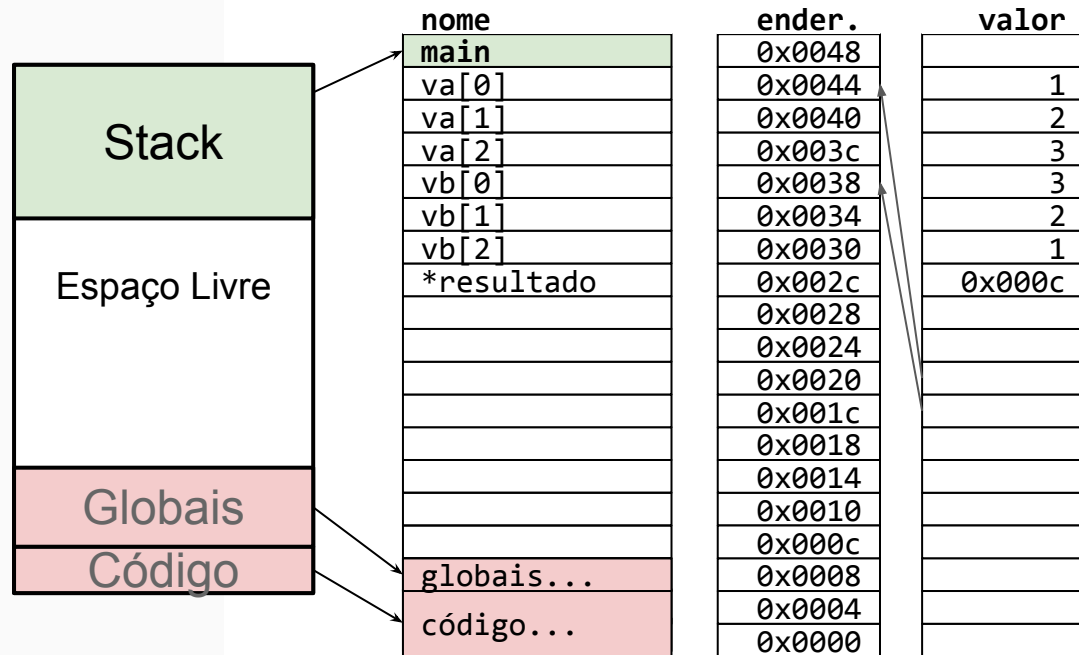 nome ender. valor
main 0x0048
va[0] 0x0044 1
va[1] 0x0040 2
va[2] 0x003c 3
vb[0] 0x0038 3
vb[1] 0x0034 2
vb[2] 0x0030 1
*resultado 0x002c 0x000c
0x0028
0x0024
0x0020
0x001c
0x0018
0x0014
0x0010
0x000c
globais... 0x0008
código... 0x0004
0x0000
Stack
Espaço Livre
Globais
Código